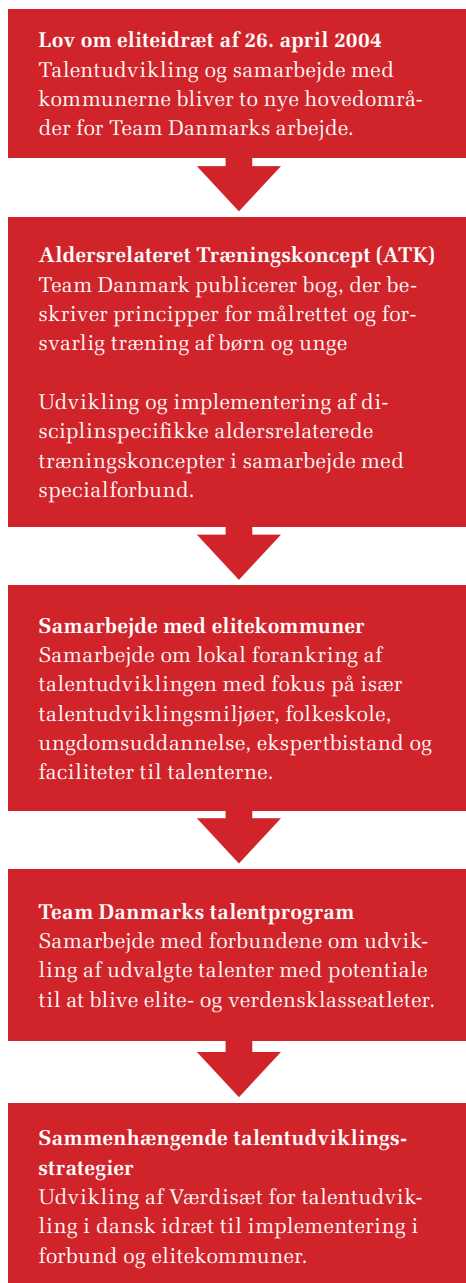 Lov om eliteidræt af 26. april 2004
Talentudvikling og samarbejde med
kommunerne bliver to nye hovedområ-
der for Team Danmarks arbejde.
Aldersrelateret Træningskoncept (ATK)
Team Danmark publicerer bog, der be-
skriver principper for målrettet og for-
svarlig træning af børn og unge
Udvikling og implementering af di-
sciplinspecifikke aldersrelaterede
træningskoncepter i samarbejde med
specialforbund.
Samarbejde med elitekommuner
Samarbejde om lokal forankring af
talentudviklingen med fokus på især
talentudviklingsmiljøer, folkeskole,
ungdomsuddannelse, ekspertbistand og
faciliteter til talenterne.
Team Danmarks talentprogram
Samarbejde med forbundene om udvik-
ling af udvalgte talenter med potentiale
til at blive elite- og verdensklasseatleter.
Sammenhængende talentudviklings-
strategier
Udvikling af Værdisæt for talentudvik-
ling i dansk idræt til implementering i
forbund og elitekommuner.